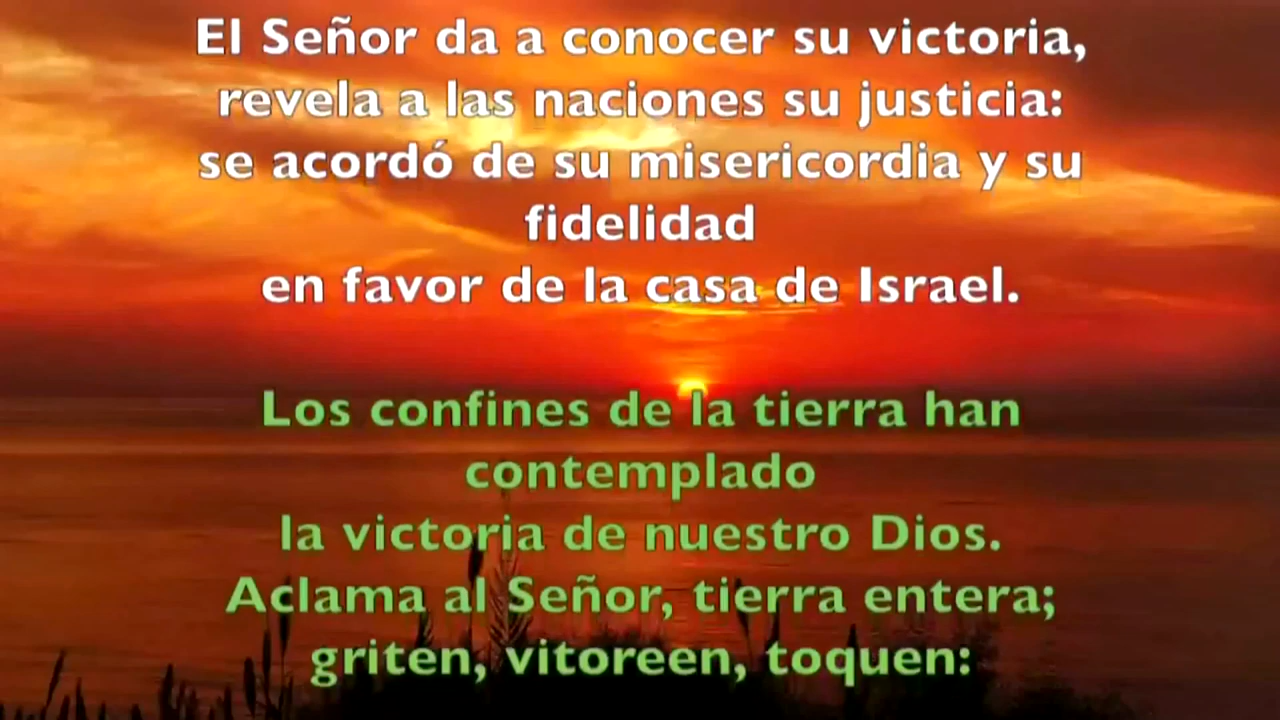 El Señor da a conocer su victoria,
revela a las naciones su justicia:
se acordó de su misericordia y su
fidelidad
en favor de la casa de Israel.
Los confines de la tierra han
contemplado
la victoria de nuestro Dios.
Aclama al Señor, tierra entera;
griten, vitoreen, toquen: